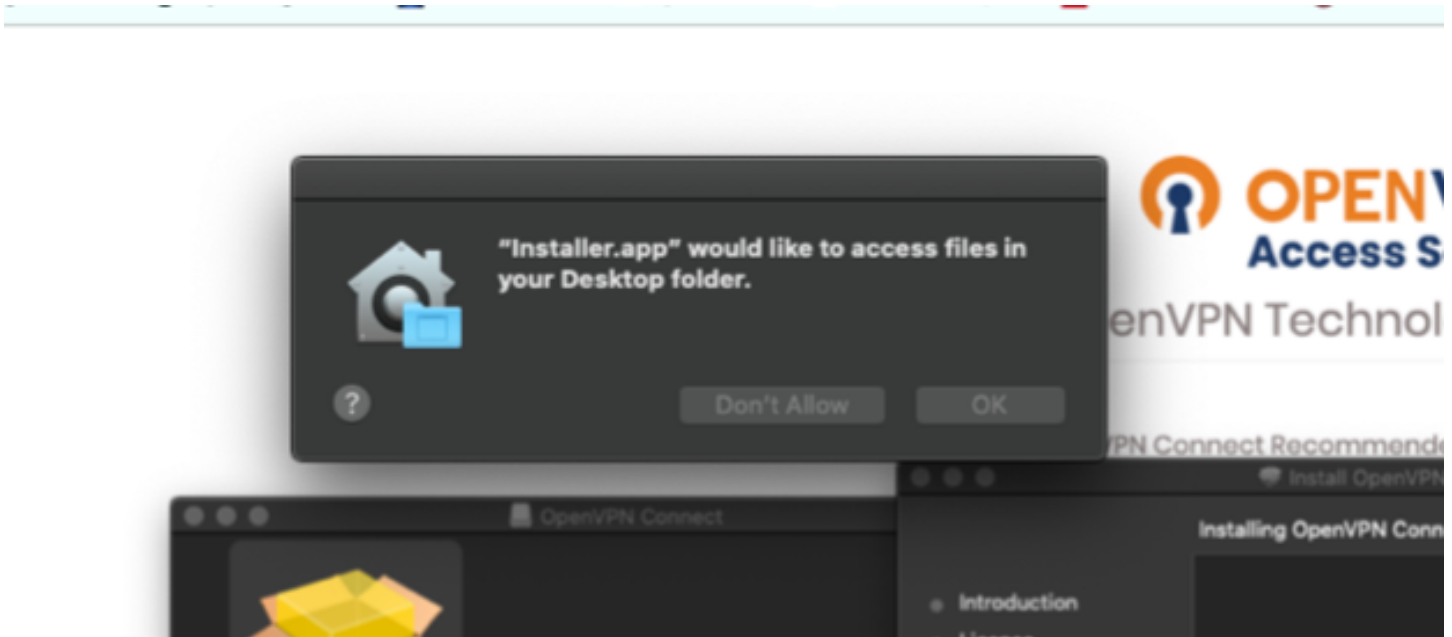 "Installer.app" would like to access files in
your Desktop folder.
?
Don't Allow
OK
OPEN
Access S
enVPN Technol
VPN Connect Recommende
Install OpenVPN
OpenVPN Connect
Installing OpenVPN Conn
Introduction